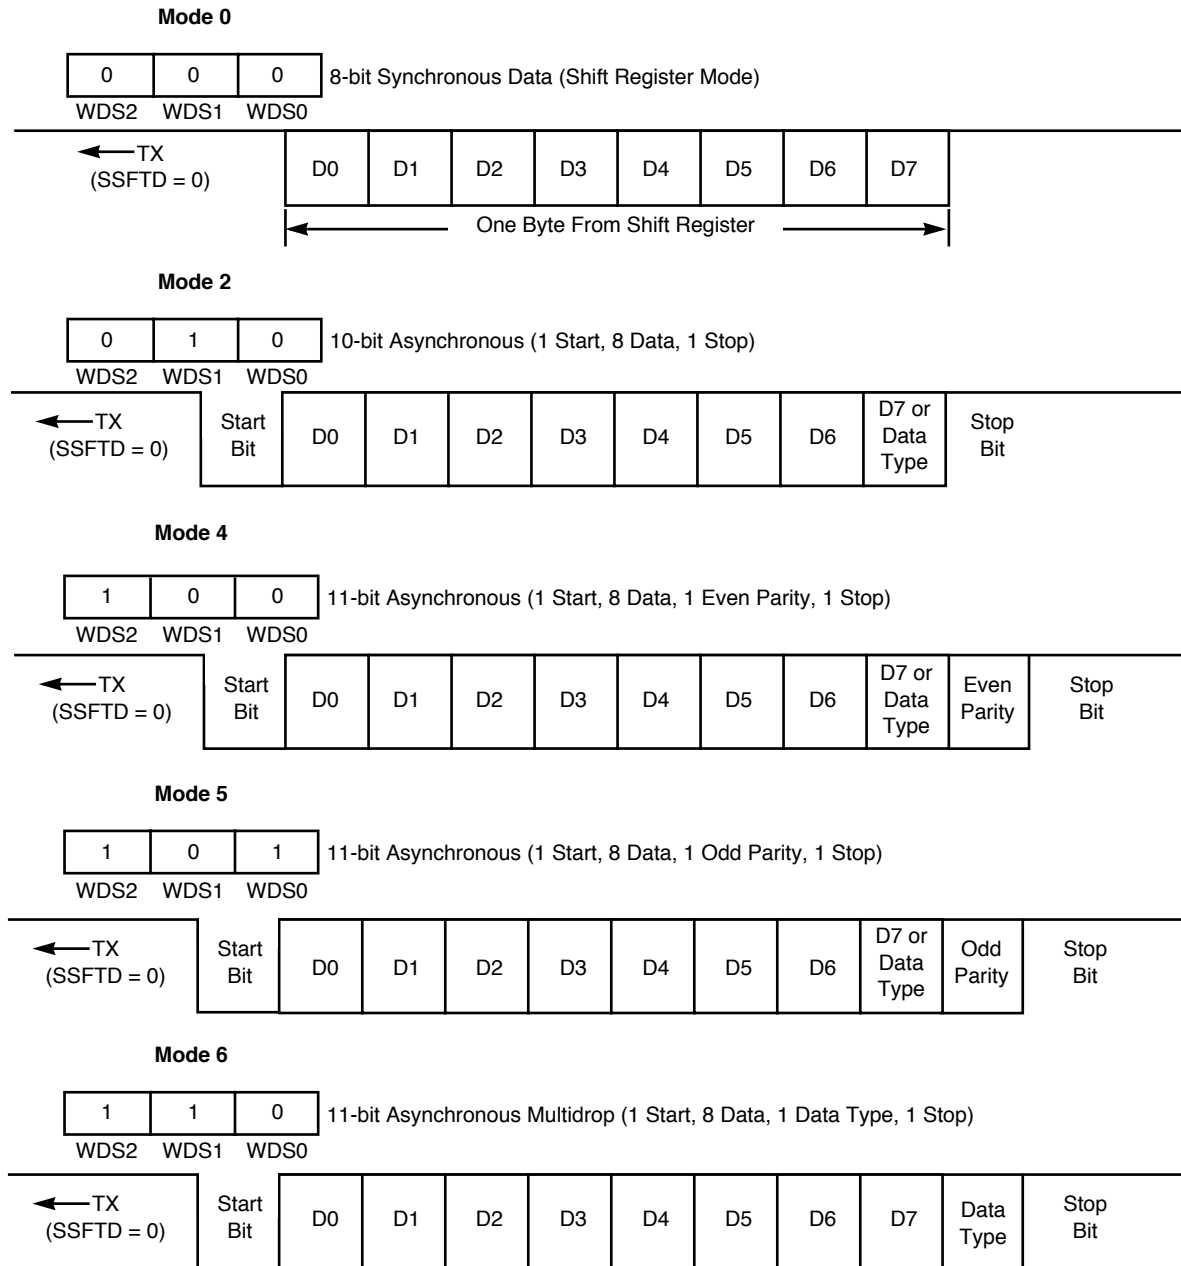 Mode 0
0 0 0 8-bit Synchronous Data (Shift Register Mode)
WDS2 WDS1 WDS0
TX
(SSFTD = 0)
D0 D1 D2 D3 D4 D5 D6 D7
One Byte From Shift Register
Mode 2
0 1 0 10-bit Asynchronous (1 Start, 8 Data, 1 Stop)
WDS2 WDS1 WDS0
TX
(SSFTD = 0)
Start
Bit
D0 D1 D2 D3 D4 D5 D6
D7 or
Data
Type
Stop
Bit
Mode 4
1 0 0 11-bit Asynchronous (1 Start, 8 Data, 1 Even Parity, 1 Stop)
WDS2 WDS1 WDS0
TX
(SSFTD = 0)
Start
Bit
D0 D1 D2 D3 D4 D5 D6
D7 or
Data
Type
Even
Parity
Stop
Bit
Mode 5
1 0 1 11-bit Asynchronous (1 Start, 8 Data, 1 Odd Parity, 1 Stop)
WDS2 WDS1 WDS0
TX
(SSFTD = 0)
Start
Bit
D0 D1 D2 D3 D4 D5 D6
D7 or
Data
Type
Odd
Parity
Stop
Bit
Mode 6
1 1 0 11-bit Asynchronous Multidrop (1 Start, 8 Data, 1 Data Type, 1 Stop)
WDS2 WDS1 WDS0
TX
(SSFTD = 0)
Start
Bit
D0 D1 D2 D3 D4 D5 D6 D7
Data
Type
Stop
Bit